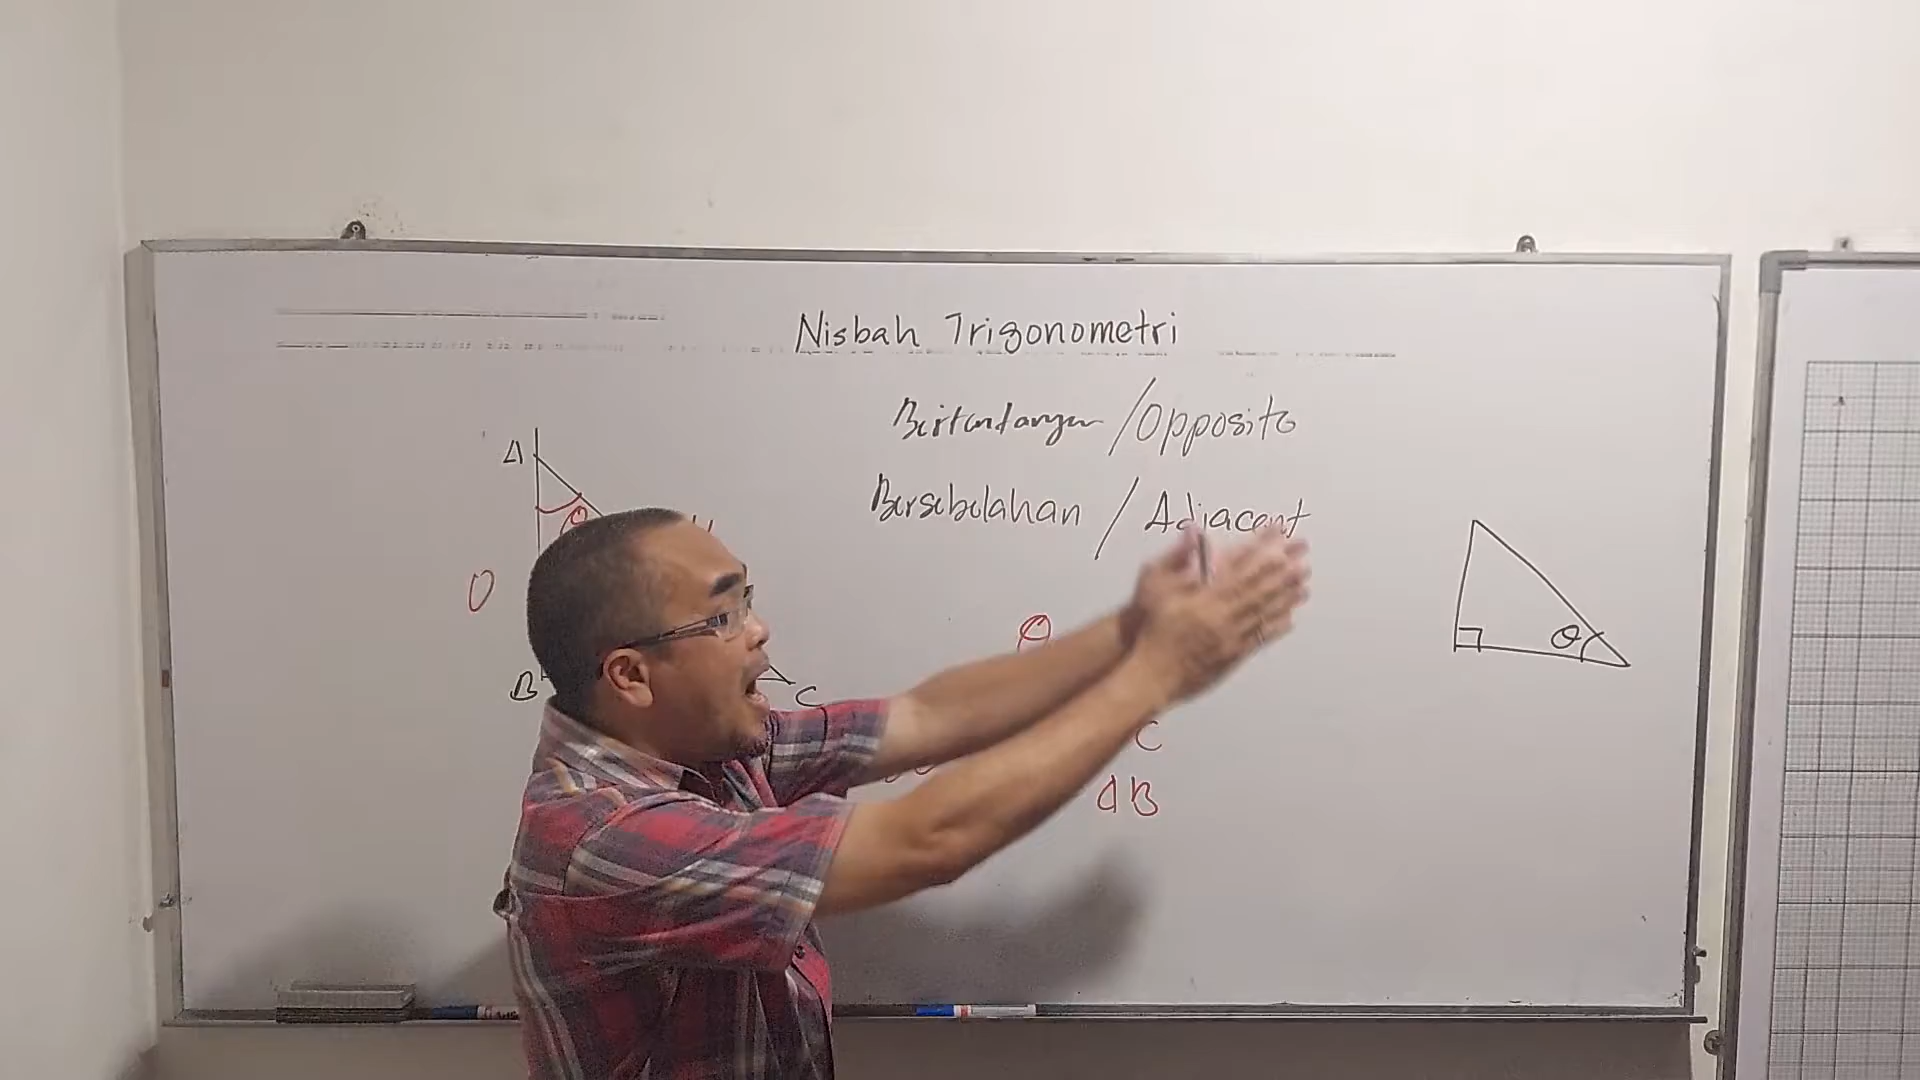 Nisbah Trigonometri
Bertentangan / Opposite
Bersebelahan / Adjacent
A
θ
O
B
C
θ
C
AB
θ